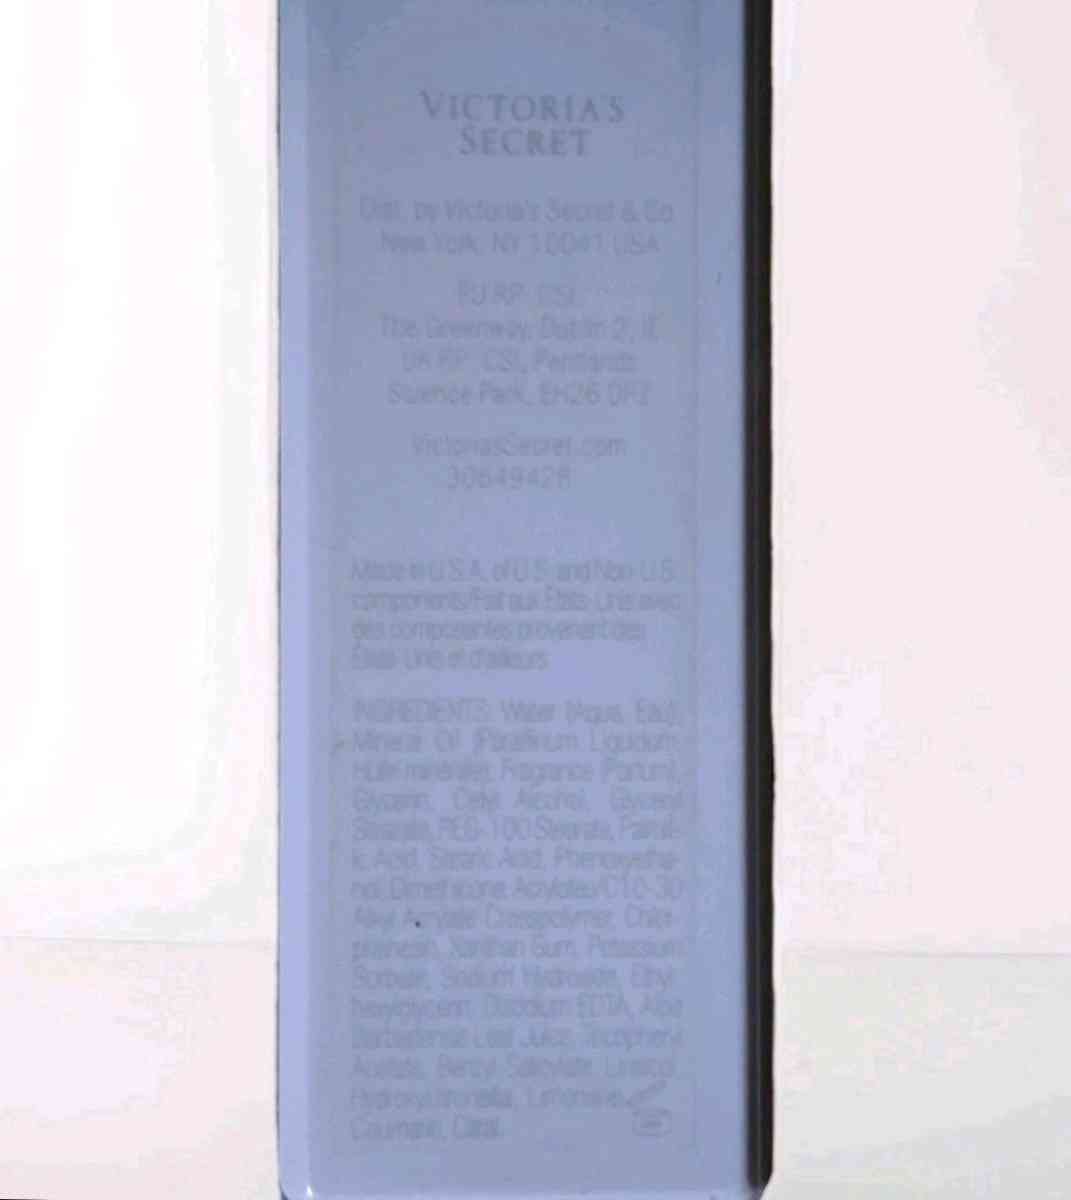 VICTORIA'S
SECRET
Dist. by Victoria's Secret & Co
New York, NY 10041 USA
EU RP: CSI,
The Greenway, Dublin 2, IE
UK RP: CSI, Pentlands
Science Park, EH26 0PZ
VictoriasSecret.com
30649428
Made in U.S.A. of U.S. and Non-U.S.
components/Fait aux États-Unis avec
des composantes provenant des
États-Unis et d'ailleurs
INGREDIENTS: Water (Aqua, Eau),
Mineral Oil (Paraffinum Liquidum,
Huile minérale), Fragrance (Parfum),
Glycerin, Cetyl Alcohol, Glyceryl
Stearate, PEG-100 Stearate, Palmit-
ic Acid, Stearic Acid, Phenoxyetha-
nol, Dimethicone, Acrylates/C10-30
Alkyl Acrylate Crosspolymer, Chlor-
phenesin, Xanthan Gum, Potassium
Sorbate, Sodium Hydroxide, Ethyl-
hexylglycerin, Disodium EDTA, Aloe
Barbadensis Leaf Juice, Tocopheryl
Acetate, Benzyl Salicylate, Linalool,
Hydroxycitronellal, Limonene,
Coumarin, Citral.